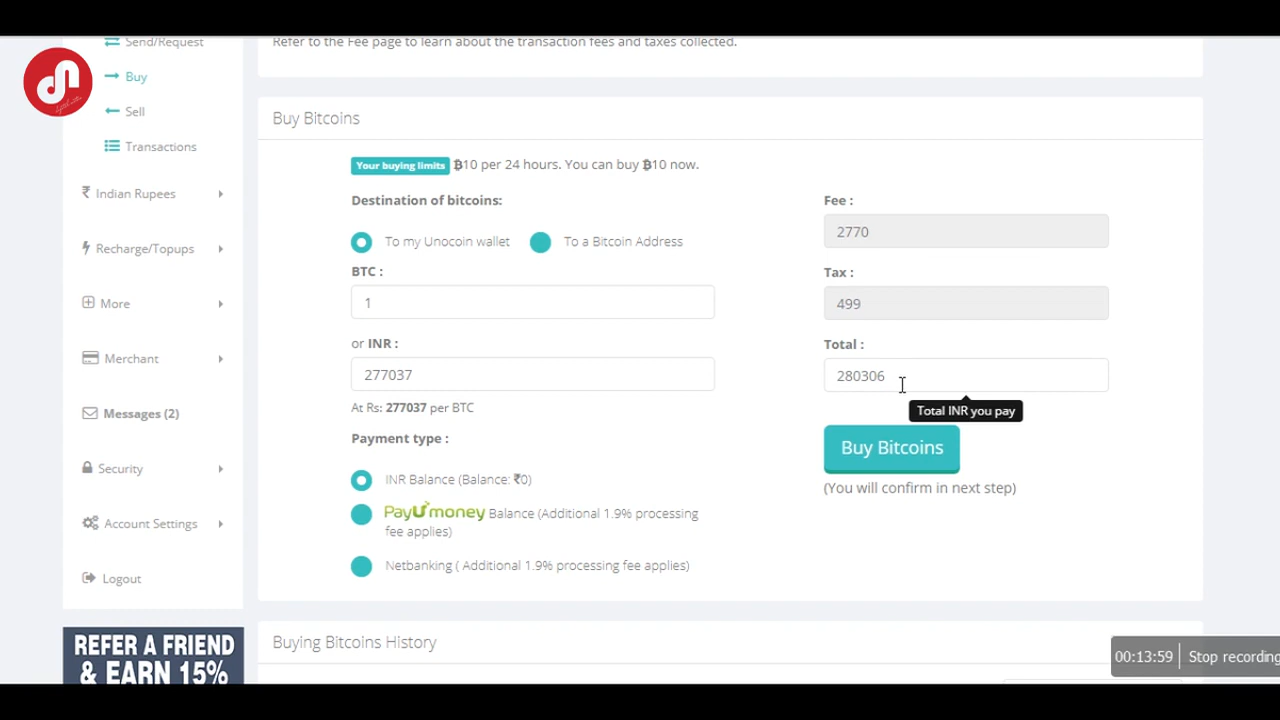 Send/Request
Buy
Sell
Transactions
Indian Rupees
Recharge/Topups
More
Merchant
Messages (2)
Security
Account Settings
Logout
REFER A FRIEND
& EARN 15%
Refer to the Fee page to learn about the transaction fees and taxes collected.
Buy Bitcoins
Your buying limits ₿10 per 24 hours. You can buy ₿10 now.
Destination of bitcoins:
To my Unocoin wallet To a Bitcoin Address
BTC :
1
or INR :
277037
At Rs: 277037 per BTC
Payment type :
INR Balance (Balance: ₹0)
PayUmoney Balance (Additional 1.9% processing
fee applies)
Netbanking ( Additional 1.9% processing fee applies)
Fee :
2770
Tax :
499
Total :
280306
Total INR you pay
Buy Bitcoins
(You will confirm in next step)
Buying Bitcoins History
00:13:59 Stop recording